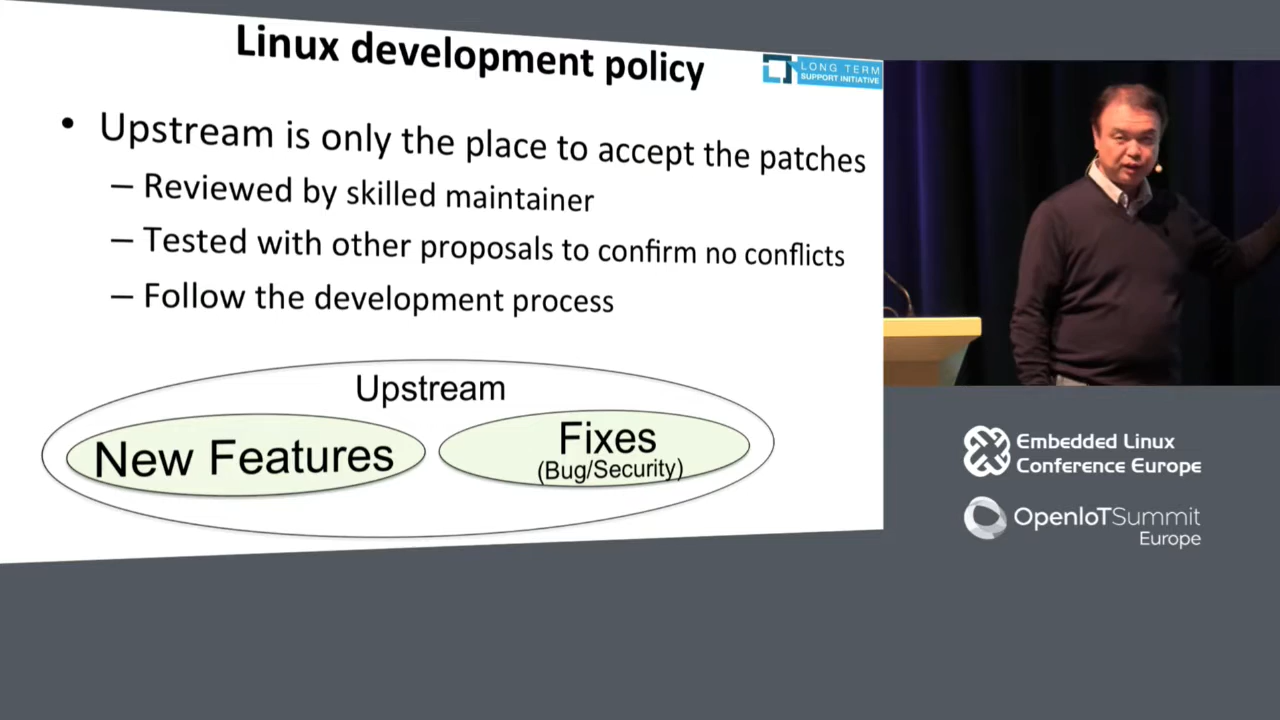 Linux development policy
LONG TERM
SUPPORT INITIATIVE
• Upstream is only the place to accept the patches
– Reviewed by skilled maintainer
– Tested with other proposals to confirm no conflicts
– Follow the development process
Upstream
New Features
Fixes
(Bug/Security)
Embedded Linux
Conference Europe
OpenIoTSummit
Europe